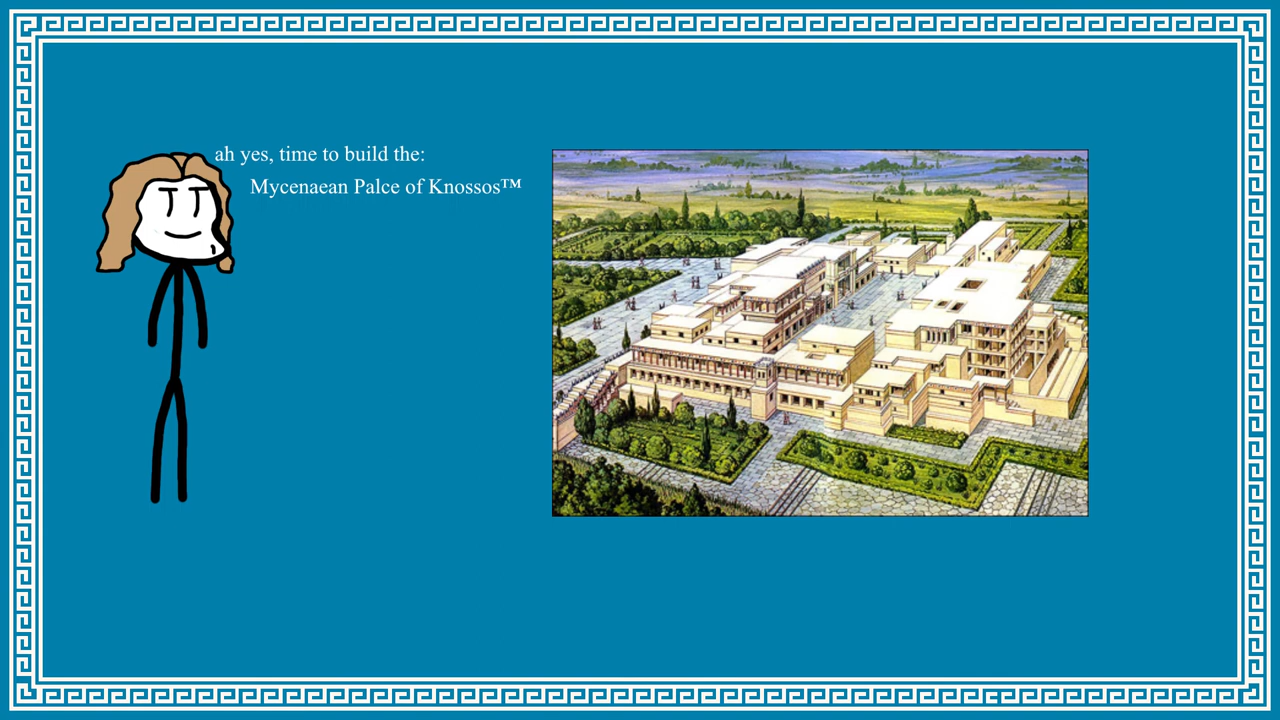 ah yes, time to build the:
Mycenaean Palce of Knossos™